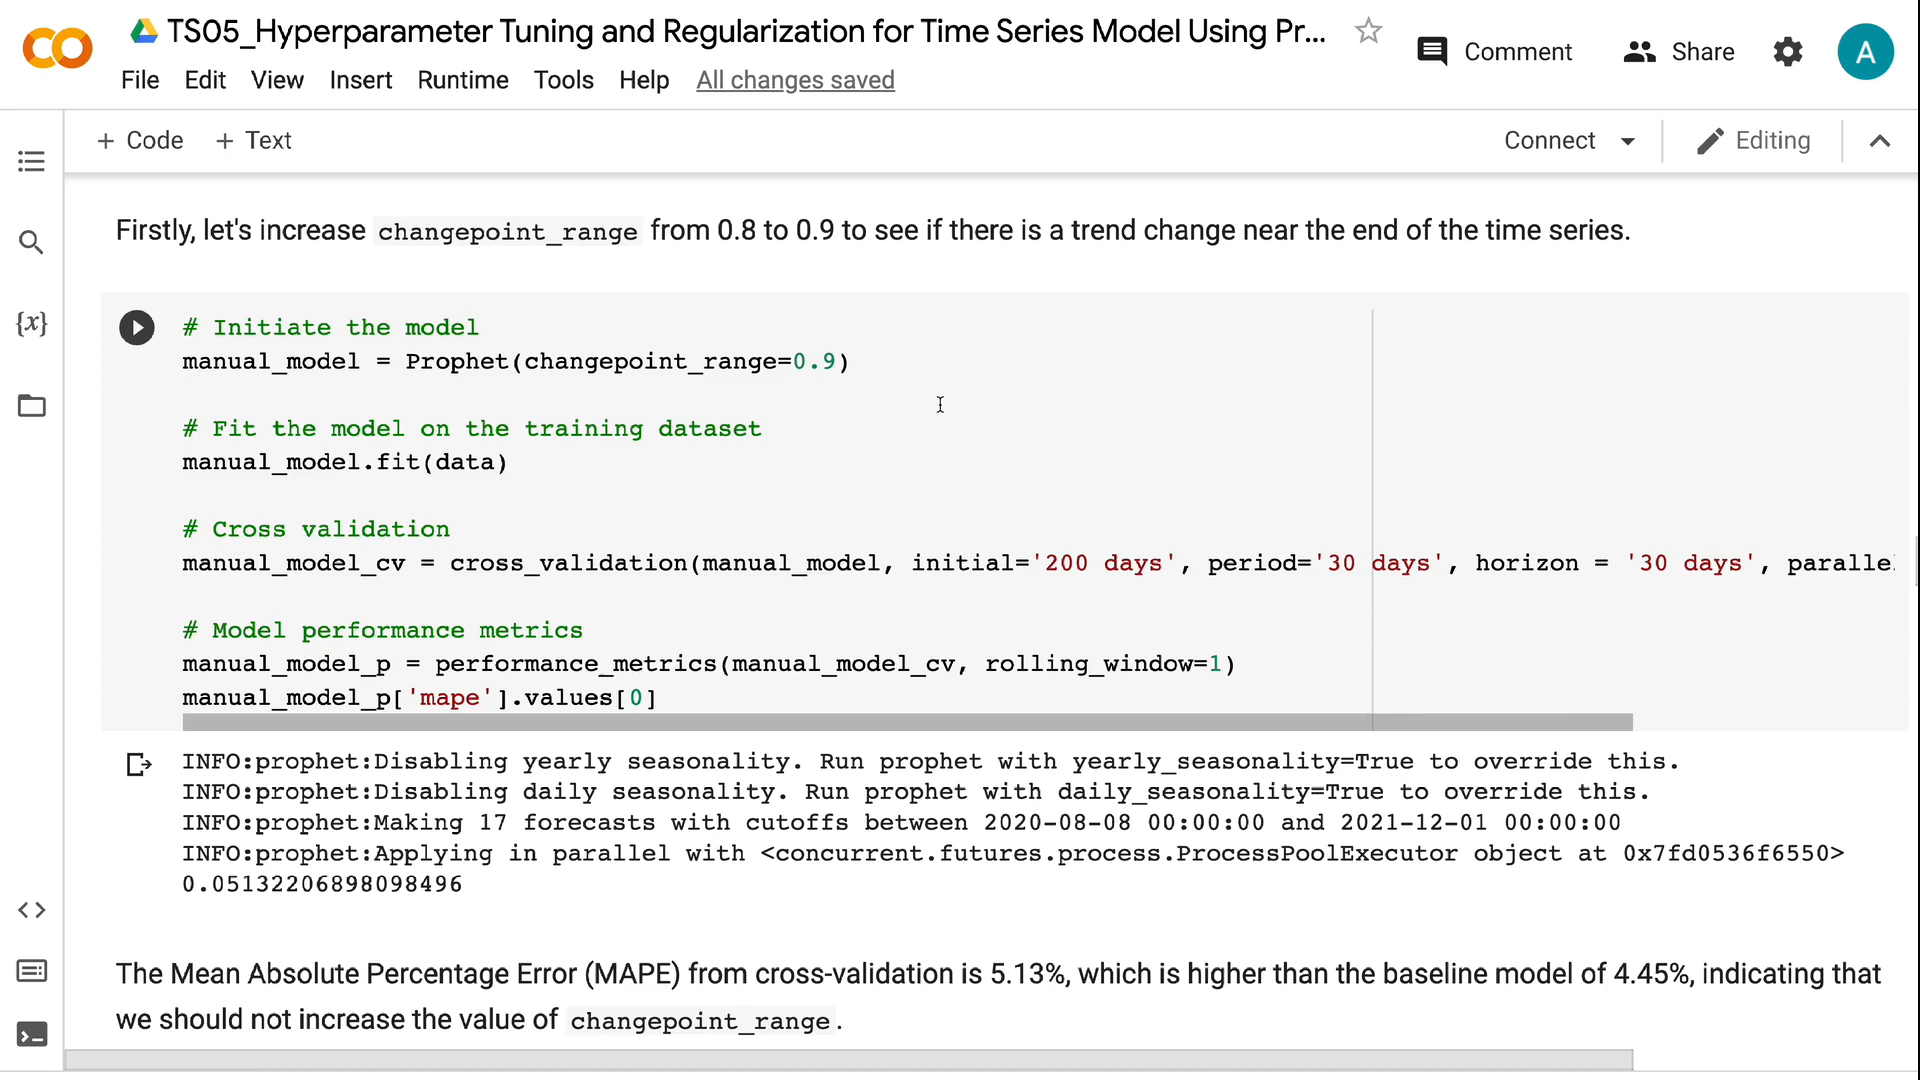 TS05_Hyperparameter Tuning and Regularization for Time Series Model Using Pr...
Comment
Share
A
File Edit View Insert Runtime Tools Help All changes saved
+ Code + Text
Connect
Editing
Firstly, let's increase changepoint_range from 0.8 to 0.9 to see if there is a trend change near the end of the time series.
{x}
# Initiate the model
manual_model = Prophet(changepoint_range=0.9)
# Fit the model on the training dataset
manual_model.fit(data)
# Cross validation
manual_model_cv = cross_validation(manual_model, initial='200 days', period='30 days', horizon = '30 days', paralle
# Model performance metrics
manual_model_p = performance_metrics(manual_model_cv, rolling_window=1)
manual_model_p['mape'].values[0]
INFO:prophet:Disabling yearly seasonality. Run prophet with yearly_seasonality=True to override this.
INFO:prophet:Disabling daily seasonality. Run prophet with daily_seasonality=True to override this.
INFO:prophet:Making 17 forecasts with cutoffs between 2020-08-08 00:00:00 and 2021-12-01 00:00:00
INFO:prophet:Applying in parallel with <concurrent.futures.process.ProcessPoolExecutor object at 0x7fd0536f6550>
0.05132206898098496
The Mean Absolute Percentage Error (MAPE) from cross-validation is 5.13%, which is higher than the baseline model of 4.45%, indicating that
we should not increase the value of changepoint_range.